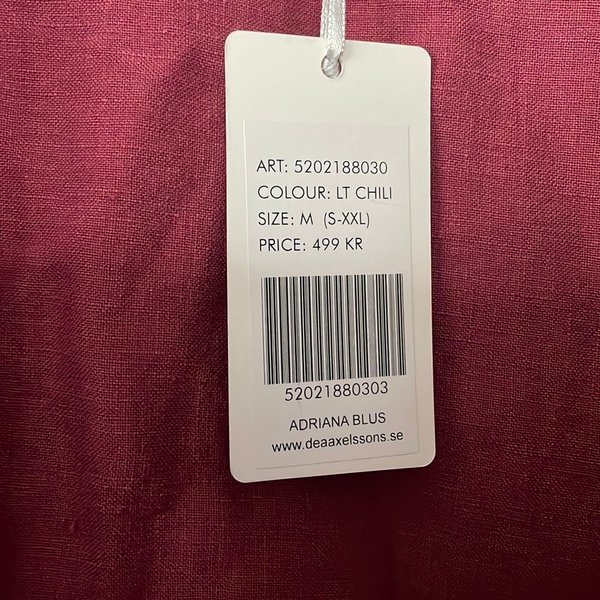 ART: 5202188030
COLOUR: LT CHILI
SIZE: M (S-XXL)
PRICE: 499 KR
52021880303
ADRIANA BLUS
www.deaaxelssons.se